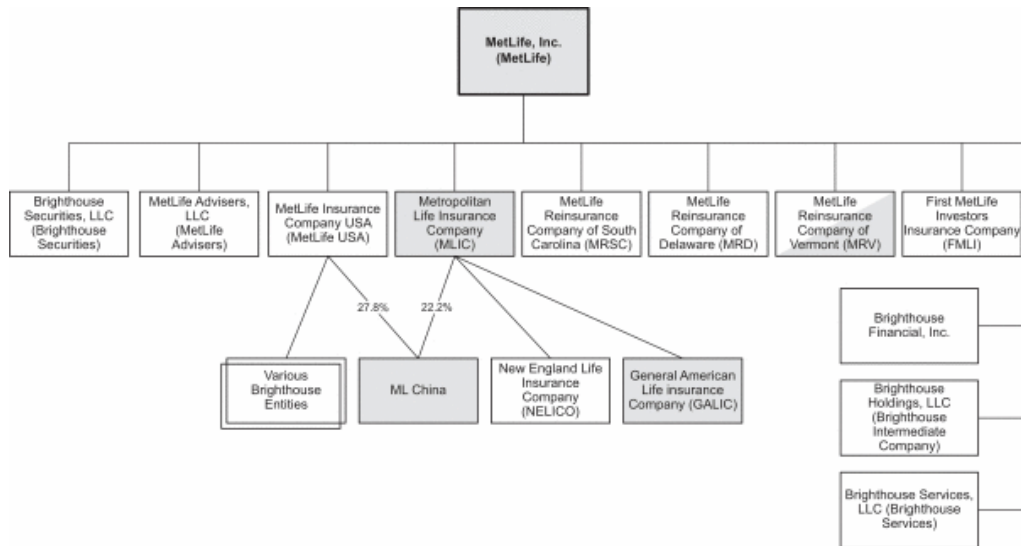 MetLife, Inc.
(MetLife)
Brighthouse
Securities, LLC
(Brighthouse
Securities)
MetLife Advisers,
LLC
(MetLife
Advisers)
MetLife Insurance
Company USA
(MetLife USA)
Metropolitan
Life Insurance
Company
(MLIC)
MetLife
Reinsurance
Company of South
Carolina (MRSC)
MetLife
Reinsurance
Company of
Delaware (MRD)
MetLife
Reinsurance
Company of
Vermont (MRV)
First MetLife
Investors
Insurance Company
(FMLI)
27.8%
22.2%
Various
Brighthouse
Entities
ML China
New England Life
Insurance
Company
(NELICO)
General American
Life insurance
Company (GALIC)
Brighthouse
Financial, Inc.
Brighthouse
Holdings, LLC
(Brighthouse
Intermediate
Company)
Brighthouse Services,
LLC (Brighthouse
Services)